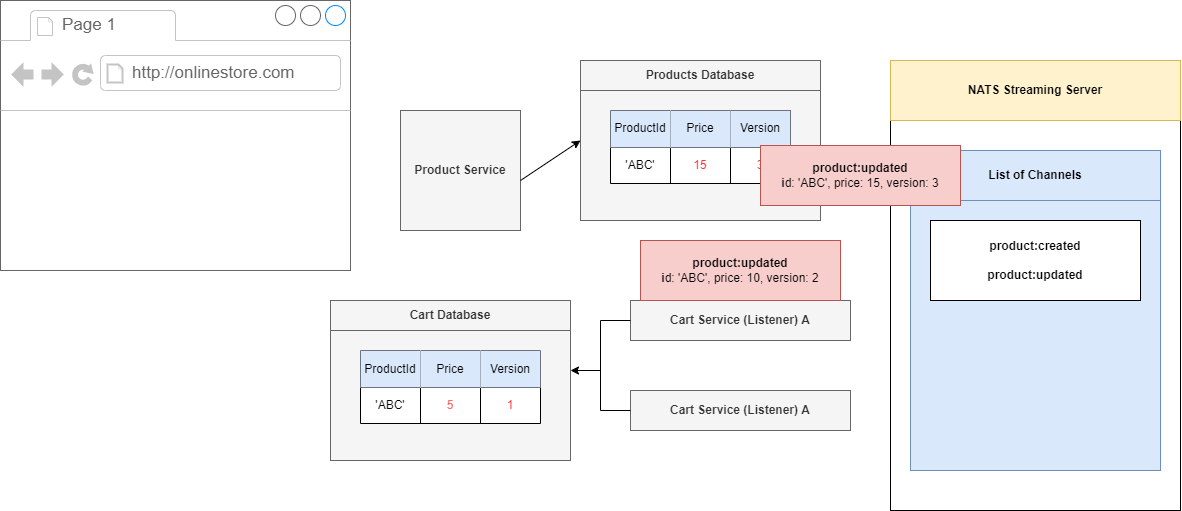 Page 1
http://onlinestore.com
Products Database
ProductId Price Version
'ABC' 15 3
Product Service
NATS Streaming Server
product:updated
id: 'ABC', price: 15, version: 3
List of Channels
product:created
product:updated
product:updated
id: 'ABC', price: 10, version: 2
Cart Service (Listener) A
Cart Database
ProductId Price Version
'ABC' 5 1
Cart Service (Listener) A